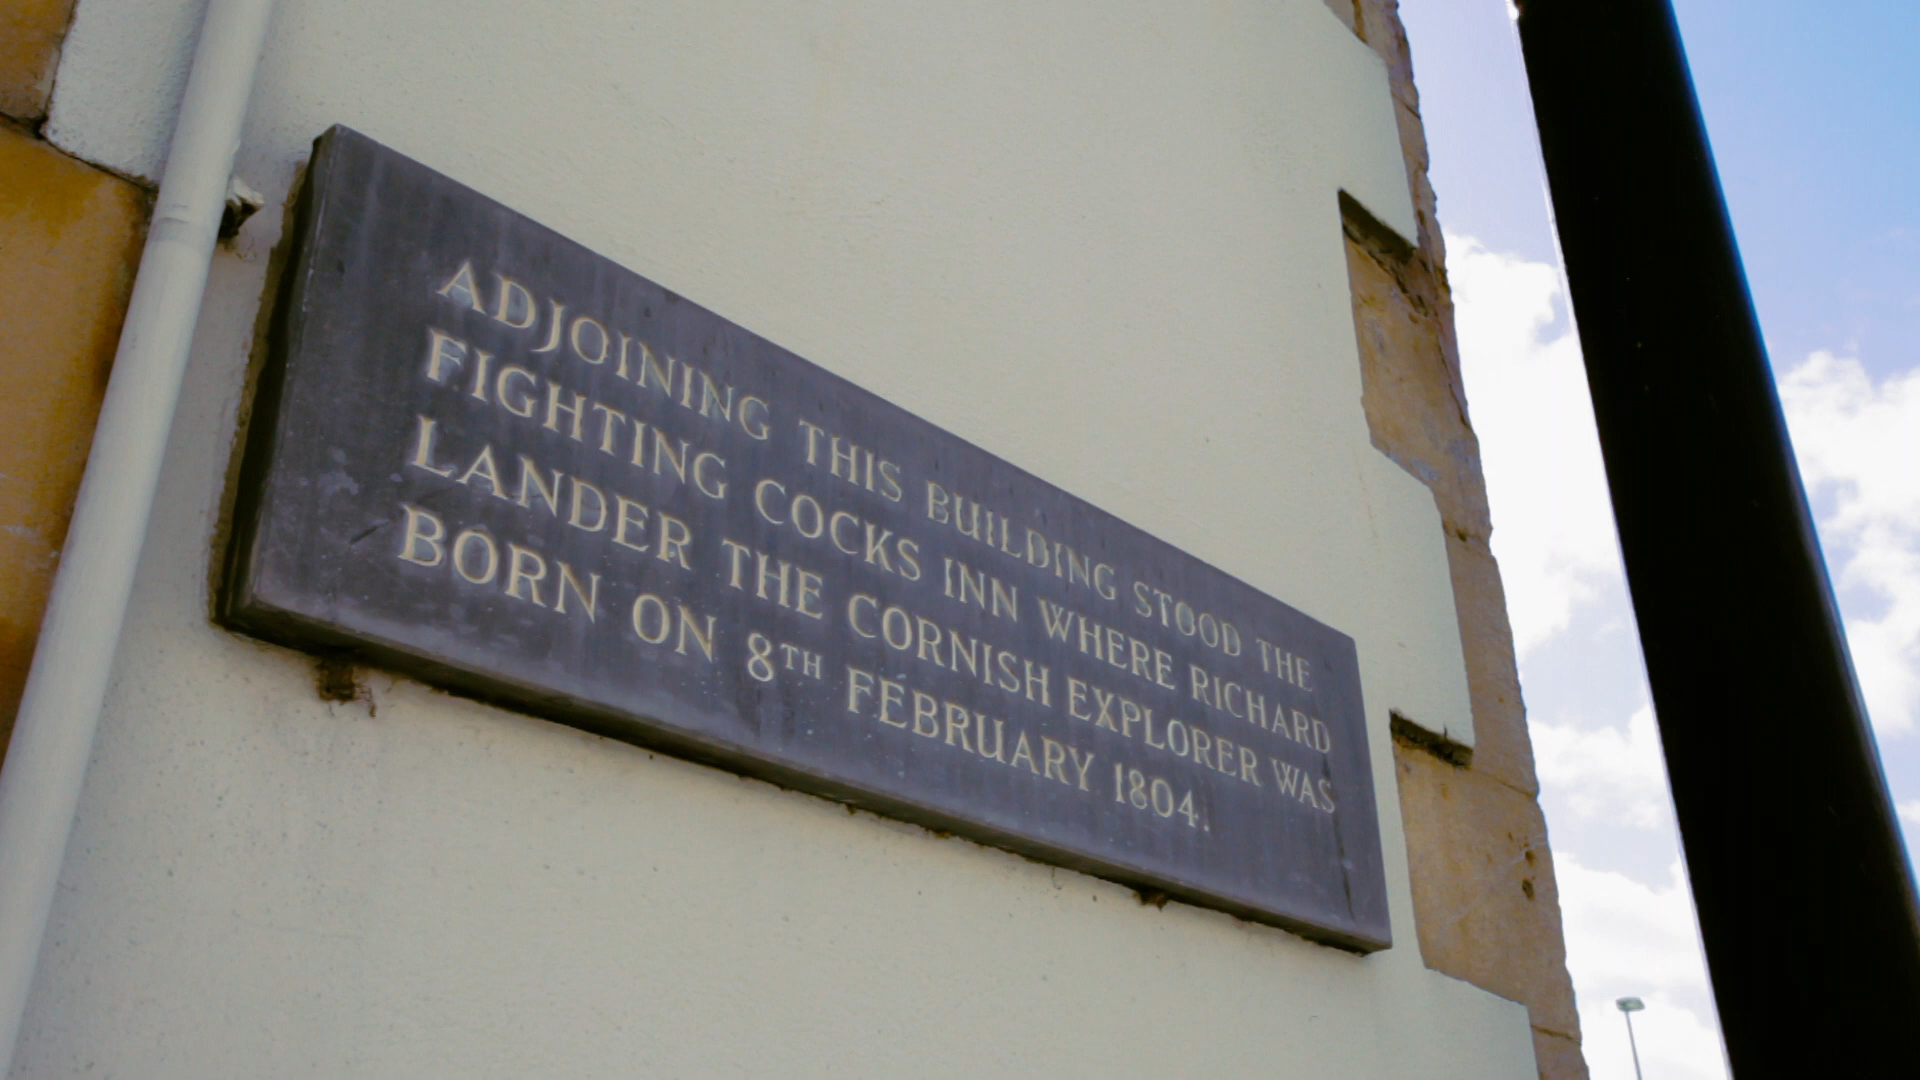 ADJOINING THIS BUILDING STOOD THE
FIGHTING COCKS INN WHERE RICHARD
LANDER THE CORNISH EXPLORER WAS
BORN ON 8TH FEBRUARY 1804.